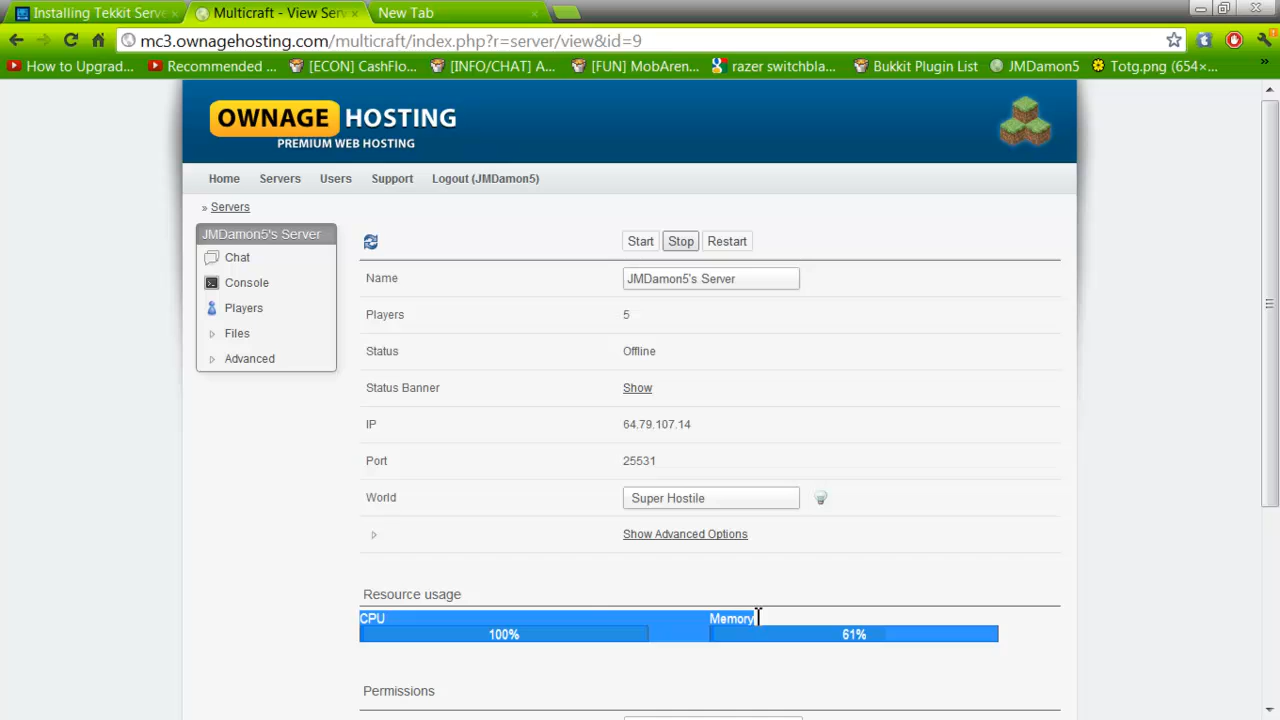 Installing Tekkit Serve
Multicraft - View Serv
New Tab
mc3.ownagehosting.com/multicraft/index.php?r=server/view&id=9
How to Upgrad...
Recommended ...
[ECON] CashFlo...
[INFO/CHAT] A...
[FUN] MobAren...
razer switchbla...
Bukkit Plugin List
JMDamon5
Totg.png (654×...
OWNAGE HOSTING
PREMIUM WEB HOSTING
Home
Servers
Users
Support
Logout (JMDamon5)
» Servers
JMDamon5's Server
Chat
Console
Players
Files
Advanced
Start
Stop
Restart
Name
JMDamon5's Server
Players
5
Status
Offline
Status Banner
Show
IP
64.79.107.14
Port
25531
World
Super Hostile
Show Advanced Options
Resource usage
CPU
Memory
100%
61%
Permissions